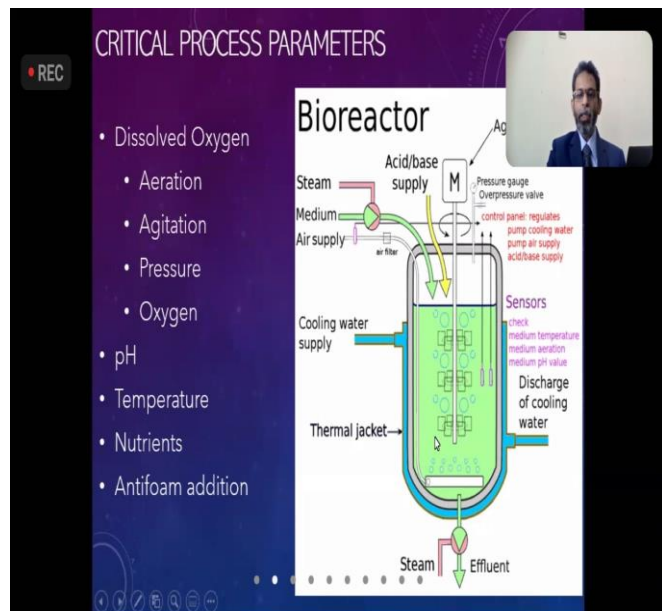 CRITICAL PROCESS PARAMETERS
REC
• Dissolved Oxygen
• Aeration
• Agitation
• Pressure
• Oxygen
• pH
• Temperature
• Nutrients
• Antifoam addition
Bioreactor
Ag
Acid/base
supply
M
Steam
Medium
Air supply
air filter
Pressure gauge
Overpressure valve
control panel: regulates
pump cooling water
pump air supply
acid/base supply
Sensors
check
medium temperature
medium aeration
medium pH value
Cooling water
supply
Discharge
of cooling
water
Thermal jacket
Steam
Effluent